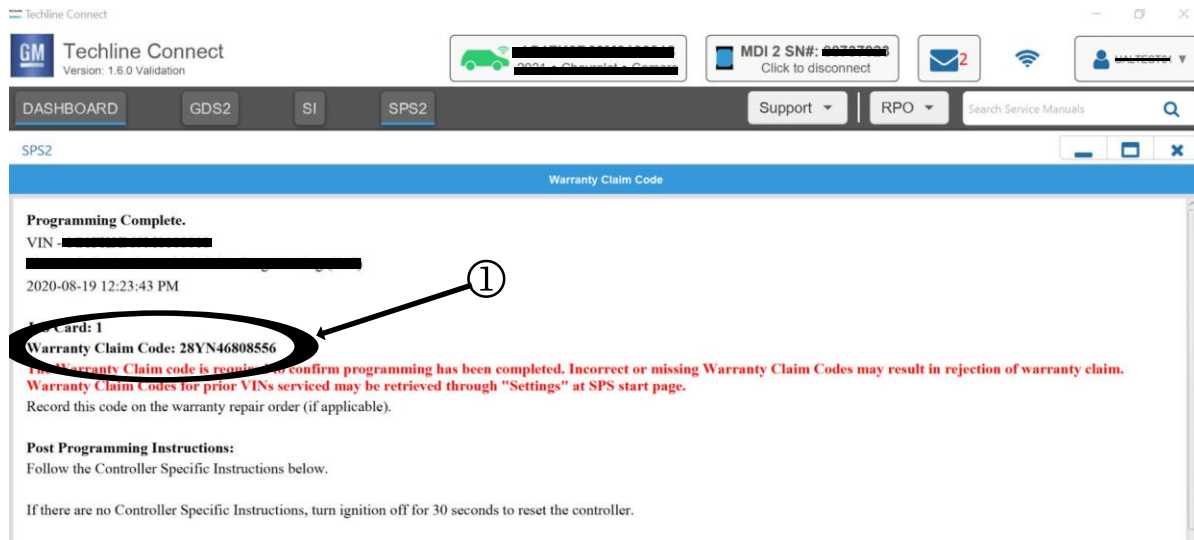 Techline Connect
GM Techline Connect
Version: 1.6.0 Validation
2021 • Chevrolet • Camaro
MDI 2 SN#:
Click to disconnect
2
DASHBOARD GDS2 SI SPS2 Support RPO Search Service Manuals
SPS2
Warranty Claim Code
Programming Complete.
VIN -
2020-08-19 12:23:43 PM
1
Card: 1
Warranty Claim Code: 28YN46808556
The Warranty Claim code is required to confirm programming has been completed. Incorrect or missing Warranty Claim Codes may result in rejection of warranty claim.
Warranty Claim Codes for prior VINs serviced may be retrieved through "Settings" at SPS start page.
Record this code on the warranty repair order (if applicable).
Post Programming Instructions:
Follow the Controller Specific Instructions below.
If there are no Controller Specific Instructions, turn ignition off for 30 seconds to reset the controller.